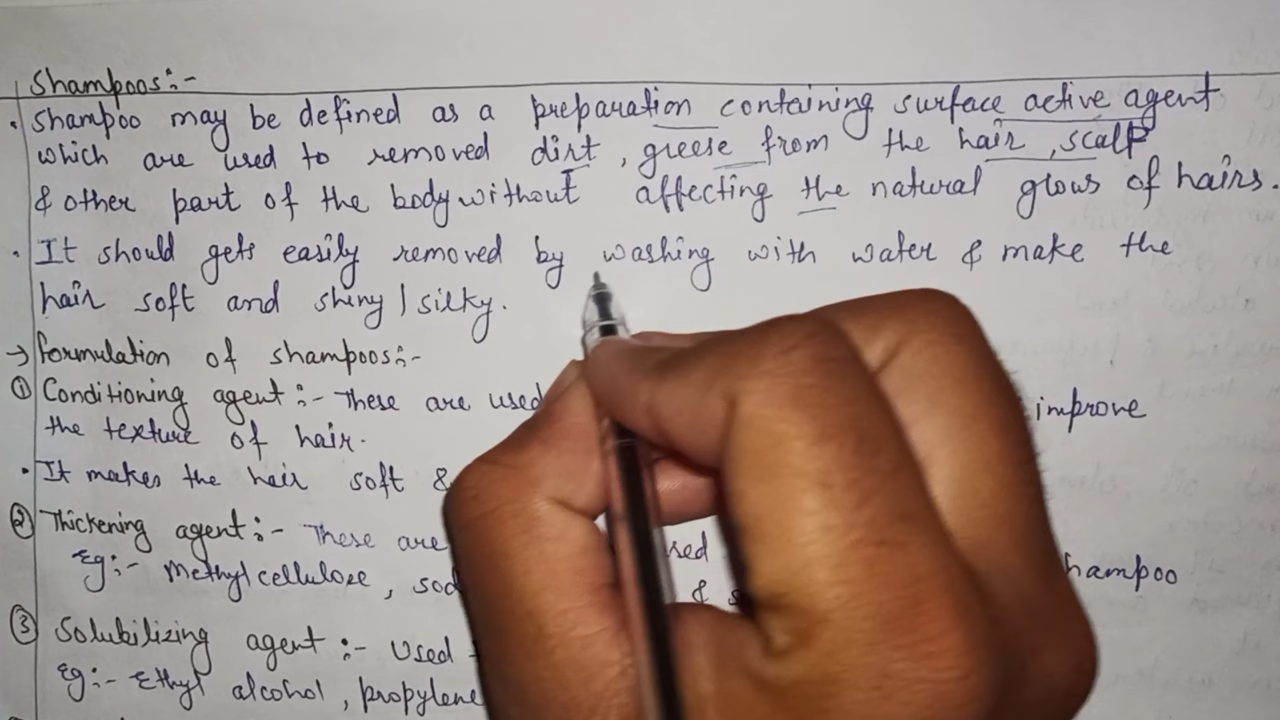 Shampoos:-
• Shampoo may be defined as a preparation containing surface active agent
which are used to removed dirt, greese from the hair, scalp
& other part of the body without affecting the natural glows of hairs.
• It should gets easily removed by washing with water & make the
hair soft and shiny / silky.
→ Formulation of shampoos:-
① Conditioning agent :- These are used improve
the texture of hair.
• It makes the hair soft &
② Thickening agent :- These are
Eg:- Methyl cellulose, hampoo
③ Solubilizing agent :- Used
Eg:- Ethyl alcohol, propylene